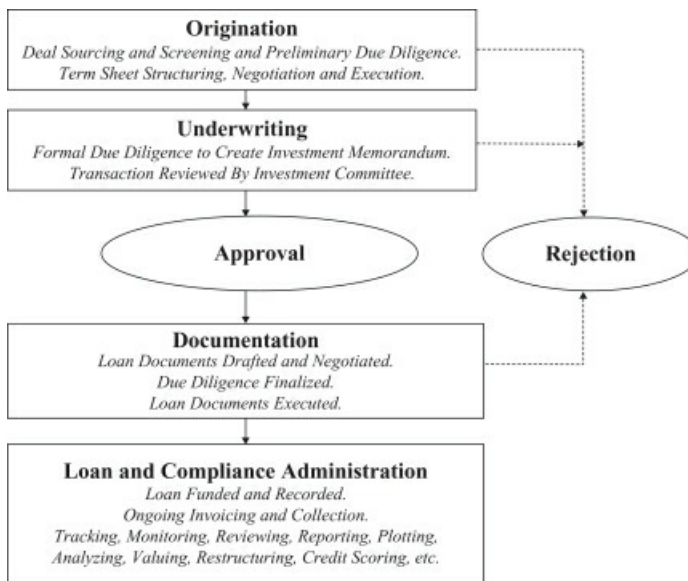 Origination
Deal Sourcing and Screening and Preliminary Due Diligence.
Term Sheet Structuring, Negotiation and Execution.
Underwriting
Formal Due Diligence to Create Investment Memorandum.
Transaction Reviewed By Investment Committee.
Approval
Rejection
Documentation
Loan Documents Drafted and Negotiated.
Due Diligence Finalized.
Loan Documents Executed.
Loan and Compliance Administration
Loan Funded and Recorded.
Ongoing Invoicing and Collection.
Tracking, Monitoring, Reviewing, Reporting, Plotting,
Analyzing, Valuing, Restructuring, Credit Scoring, etc.